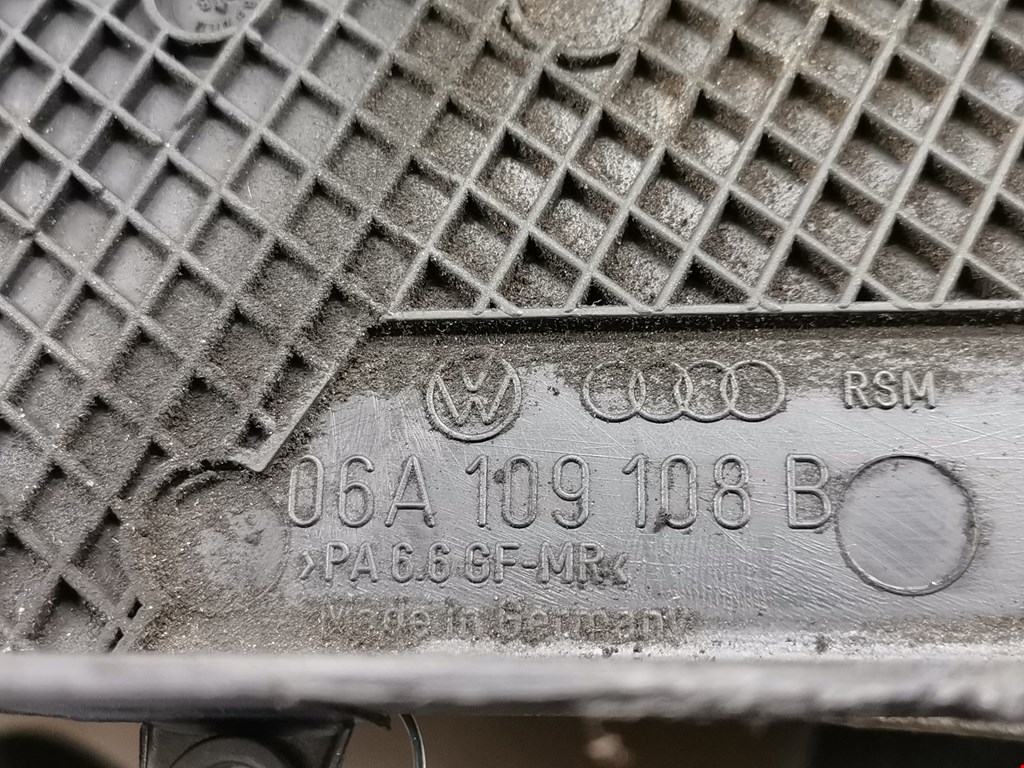 RSM
06A 109 108 B
>PA 6.6 GF-MR<
Made in Germany